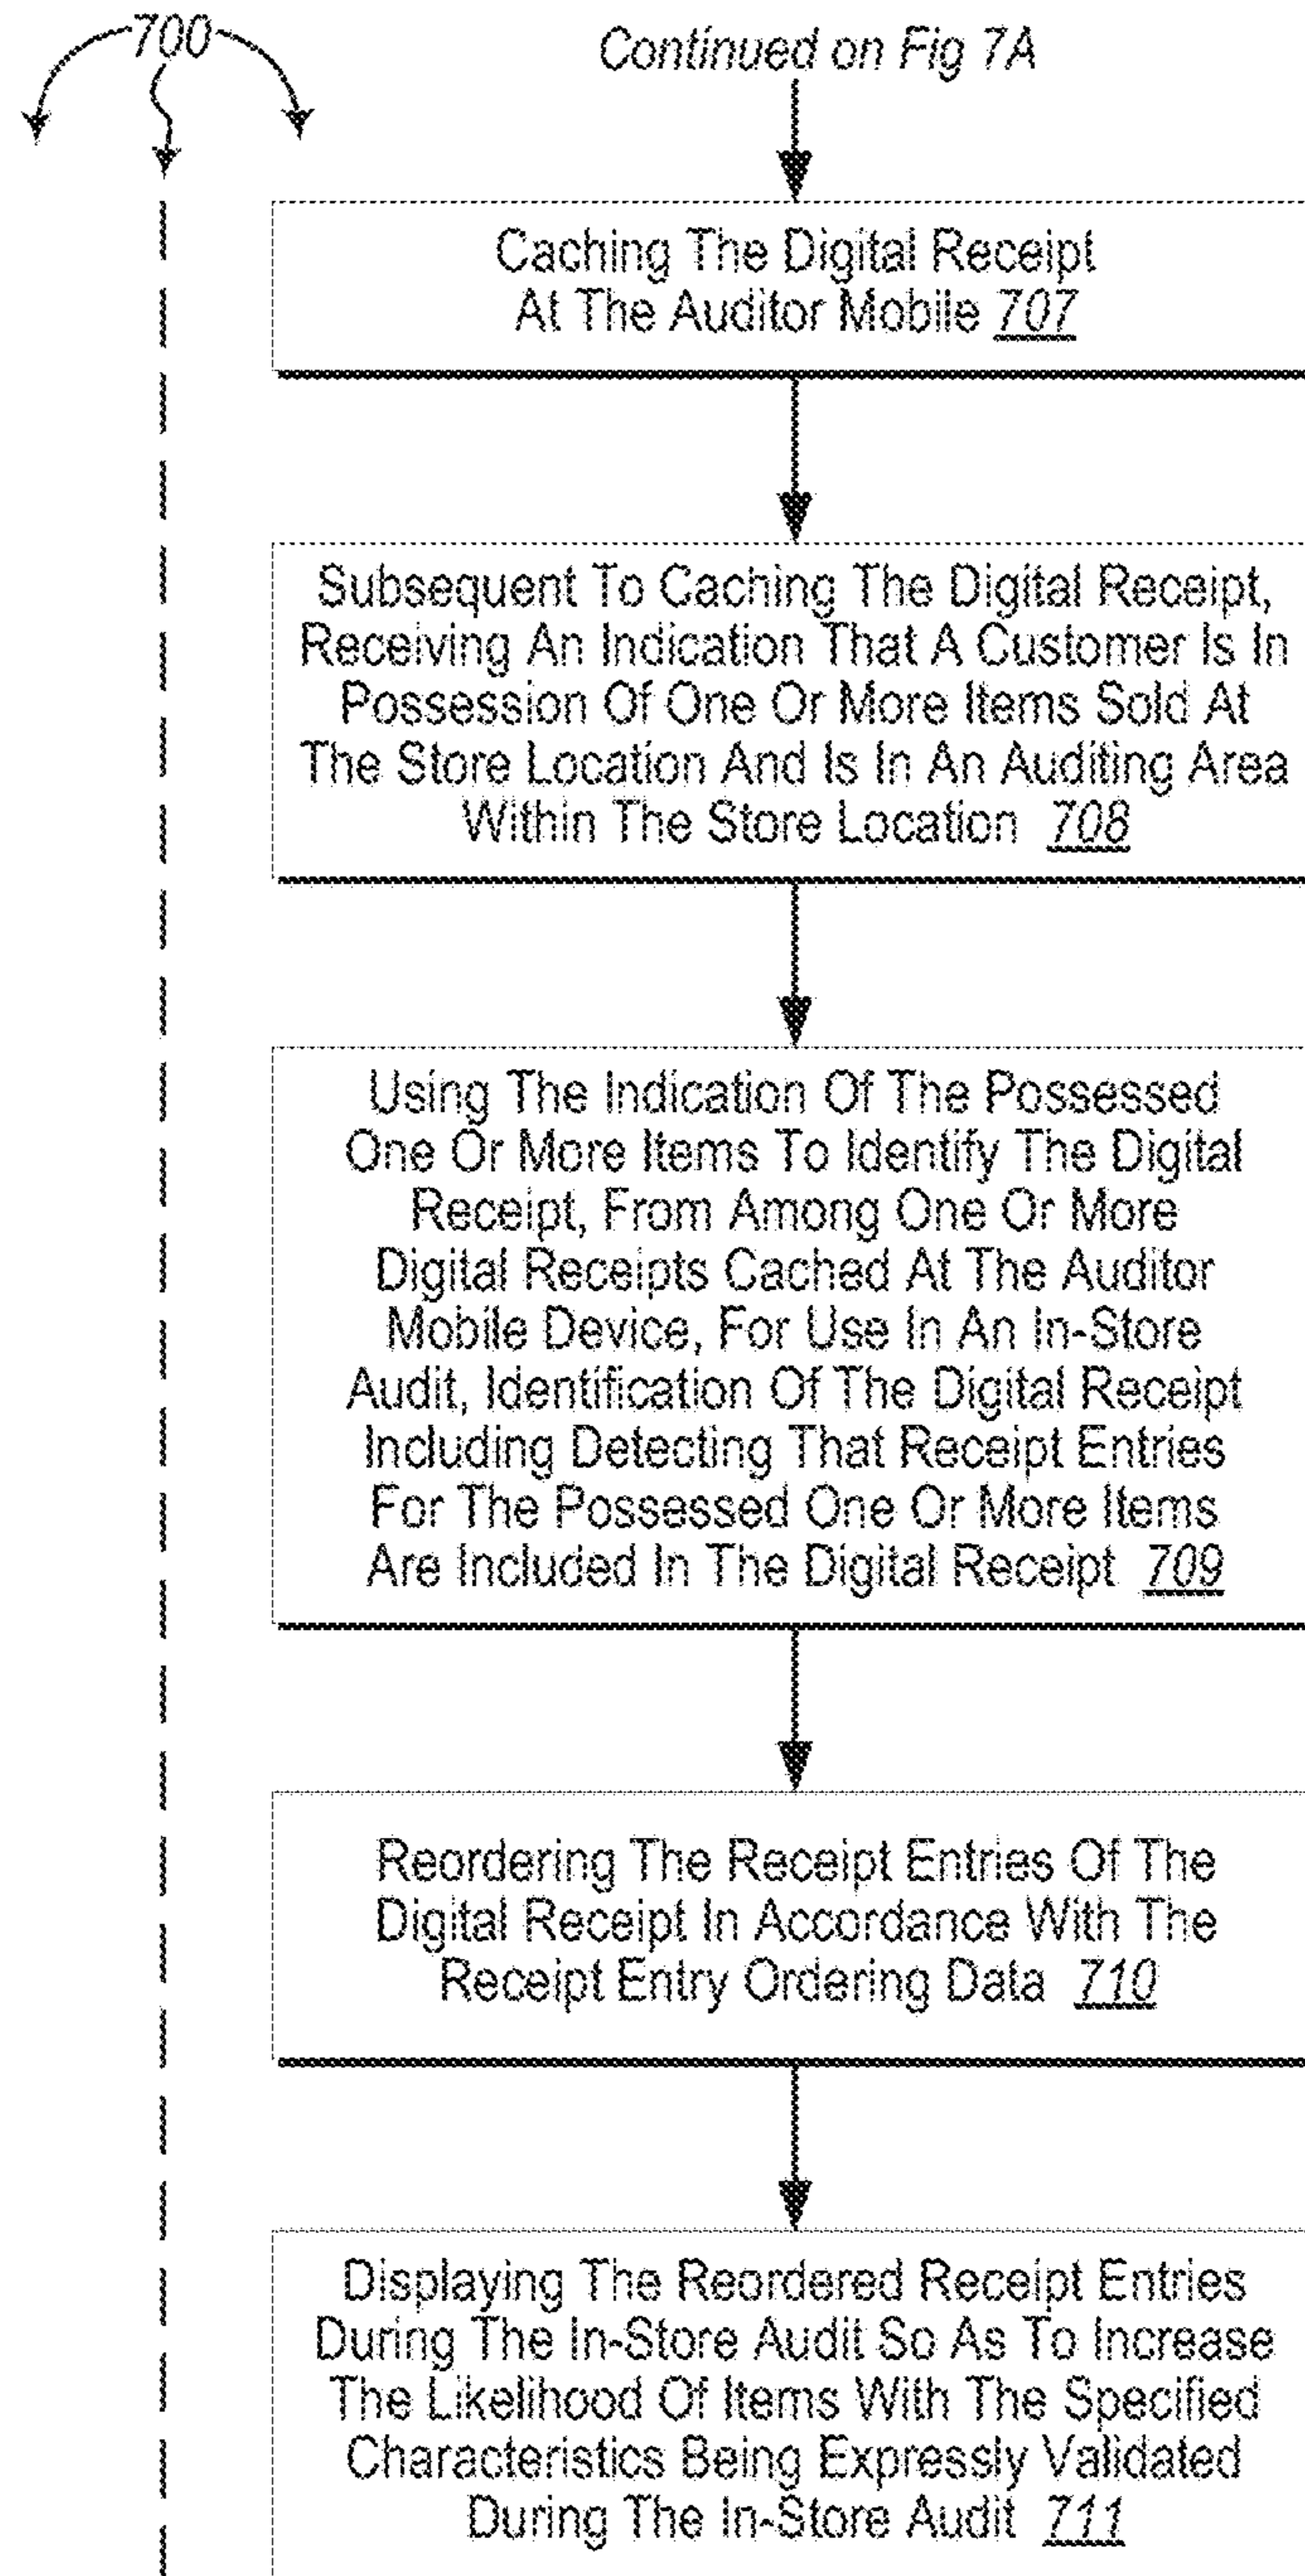 700
Continued on Fig 7A
Caching The Digital Receipt
At The Auditor Mobile 707
Subsequent To Caching The Digital Receipt,
Receiving An Indication That A Customer Is In
Possession Of One Or More Items Sold At
The Store Location And Is In An Auditing Area
Within The Store Location 708
Using The Indication Of The Possessed
One Or More Items To Identify The Digital
Receipt, From Among One Or More
Digital Receipts Cached At The Auditor
Mobile Device, For Use In An In-Store
Audit, Identification Of The Digital Receipt
Including Detecting That Receipt Entries
For The Possessed One Or More Items
Are Included In The Digital Receipt 709
Reordering The Receipt Entries Of The
Digital Receipt In Accordance With The
Receipt Entry Ordering Data 710
Displaying The Reordered Receipt Entries
During The In-Store Audit So As To Increase
The Likelihood Of Items With The Specified
Characteristics Being Expressly Validated
During The In-Store Audit 711